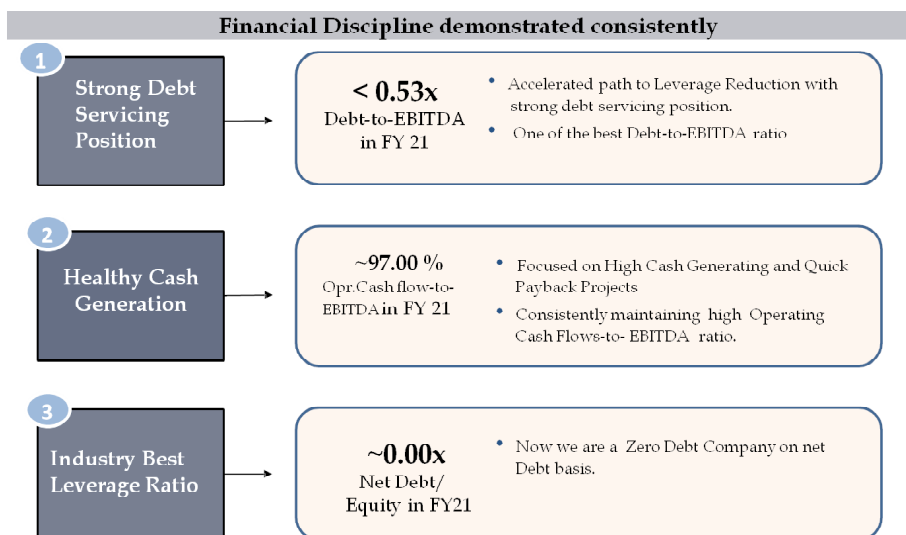 Financial Discipline demonstrated consistently
1
Strong Debt
Servicing
Position
< 0.53x
Debt-to-EBITDA
in FY 21
• Accelerated path to Leverage Reduction with
strong debt servicing position.
• One of the best Debt-to-EBITDA ratio
2
Healthy Cash
Generation
~97.00 %
Opr.Cash flow-to-
EBITDA in FY 21
• Focused on High Cash Generating and Quick
Payback Projects
• Consistently maintaining high Operating
Cash Flows-to- EBITDA ratio.
3
Industry Best
Leverage Ratio
~0.00x
Net Debt/
Equity in FY21
• Now we are a Zero Debt Company on net
Debt basis.